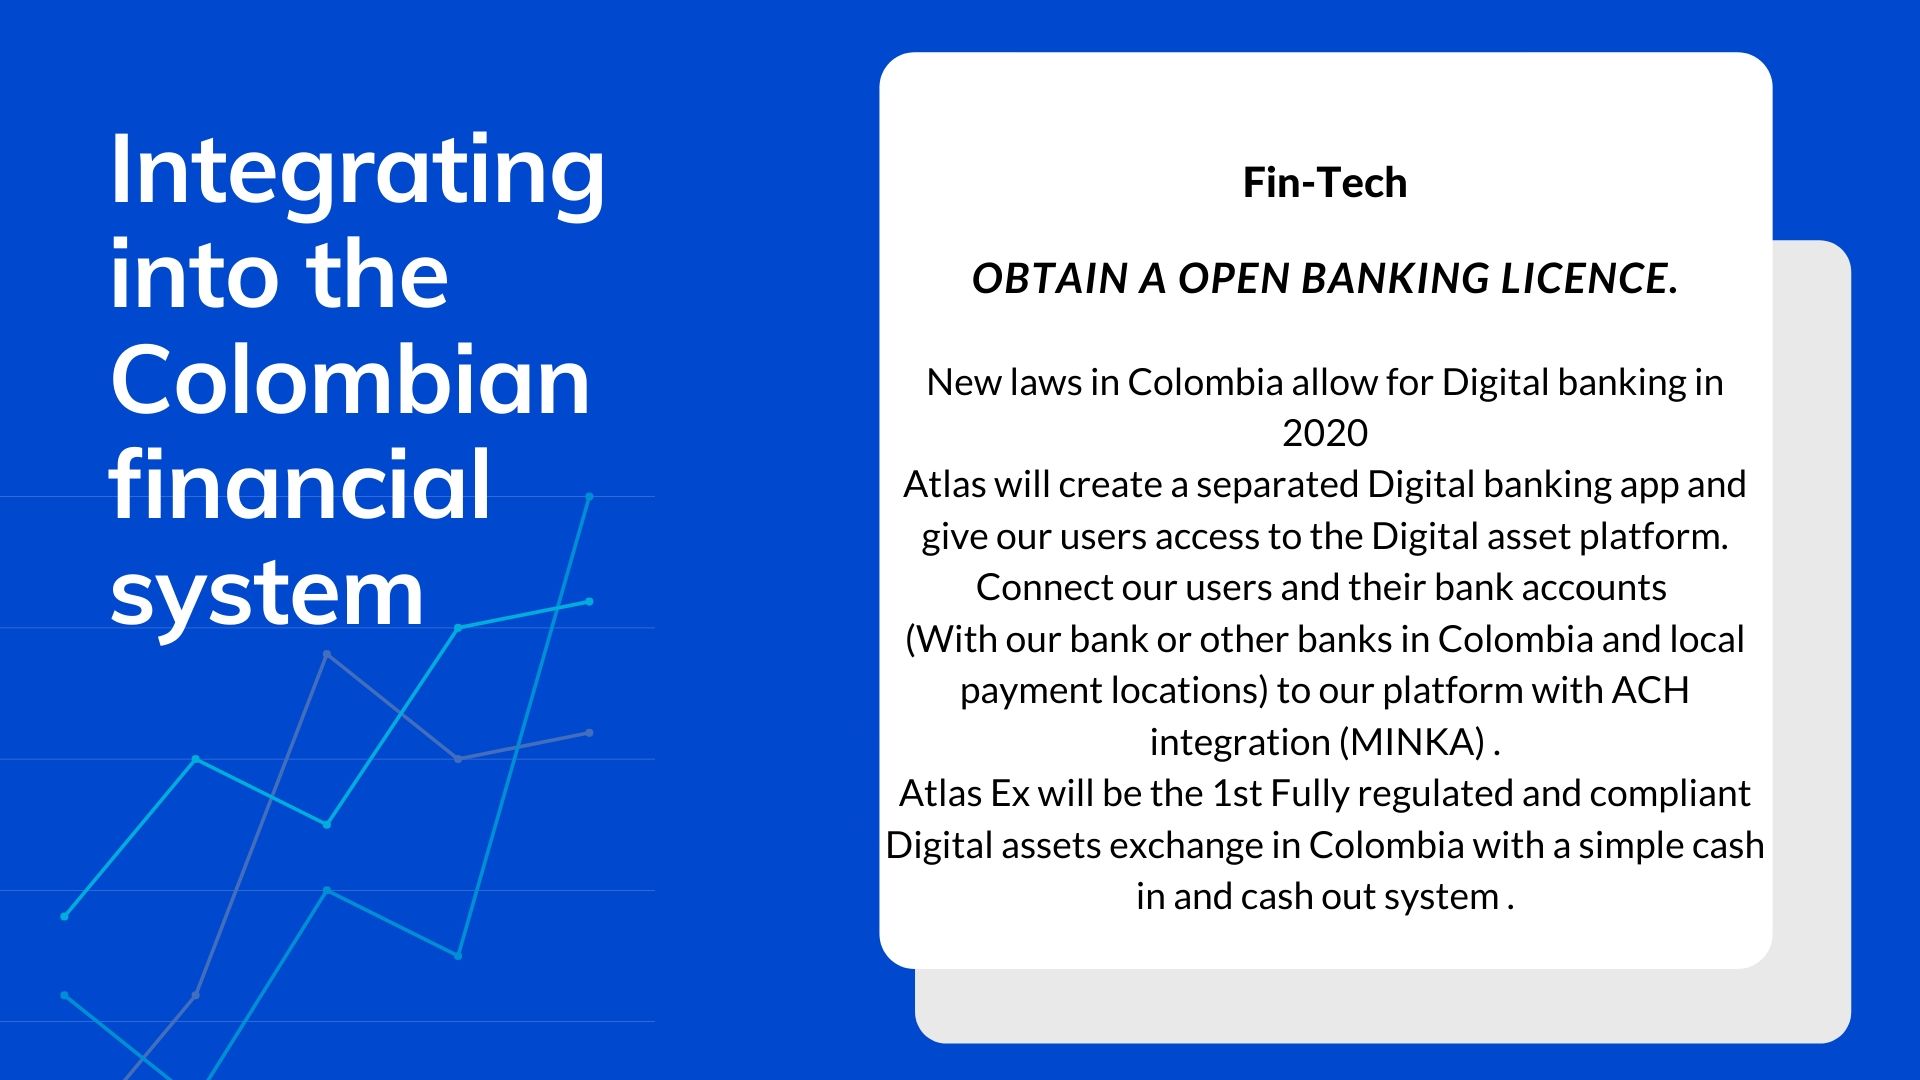 Integrating
into the
Colombian
financial
system
Fin-Tech
OBTAIN A OPEN BANKING LICENCE.
New laws in Colombia allow for Digital banking in
2020
Atlas will create a separated Digital banking app and
give our users access to the Digital asset platform.
Connect our users and their bank accounts
(With our bank or other banks in Colombia and local
payment locations) to our platform with ACH
integration (MINKA) .
Atlas Ex will be the 1st Fully regulated and compliant
Digital assets exchange in Colombia with a simple cash
in and cash out system .